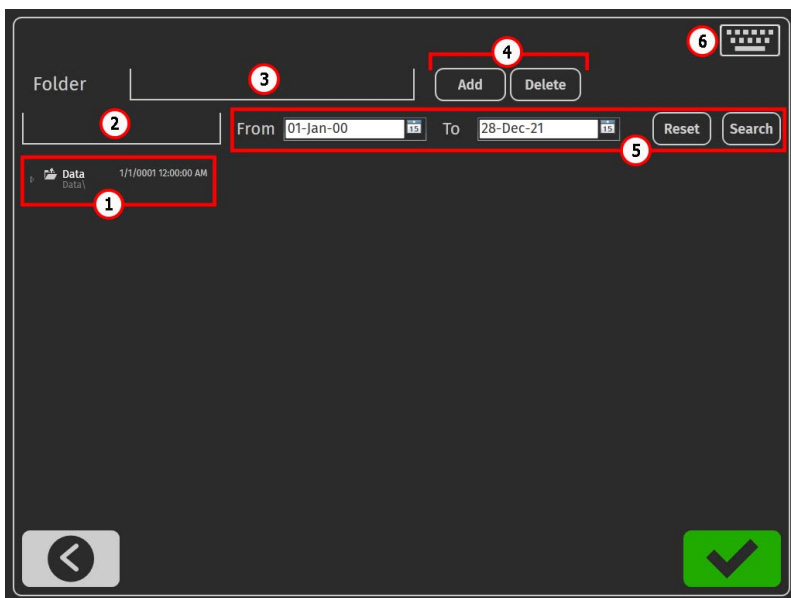 6
4
Folder
3
Add Delete
2
From 01-Jan-00 15 To 28-Dec-21 15 Reset Search
5
Data 1/1/0001 12:00:00 AM
Data\
1